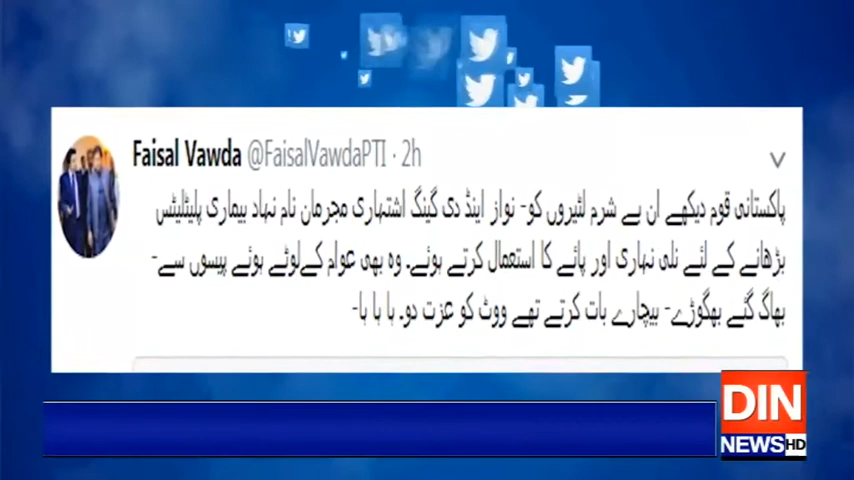 Faisal Vawda @FaisalVawdaPTI · 2h
پاکستانی قوم دیکھے ان بے شرم لٹیروں کو- نواز اینڈ دی گینگ اشتہاری مجرمان نام نہاد بیماری پلیٹلیٹس
بڑھانے کے لئے نلی نہاری اور پائے کا استعمال کرتے ہوئے۔ وہ بھی عوام کے لوٹے ہوئے پیسوں سے-
بھاگ گئے بھگوڑے- بیچارے بات کرتے تھے ووٹ کو عزت دو۔ ہا ہا ہا-
DIN
NEWS HD